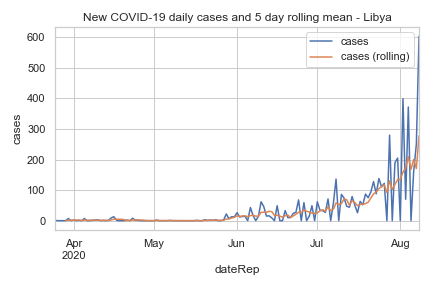 New COVID-19 daily cases and 5 day rolling mean - Libya
cases
cases (rolling)
600
500
400
300
200
100
0
cases
Apr
2020
May
Jun
Jul
Aug
dateRep